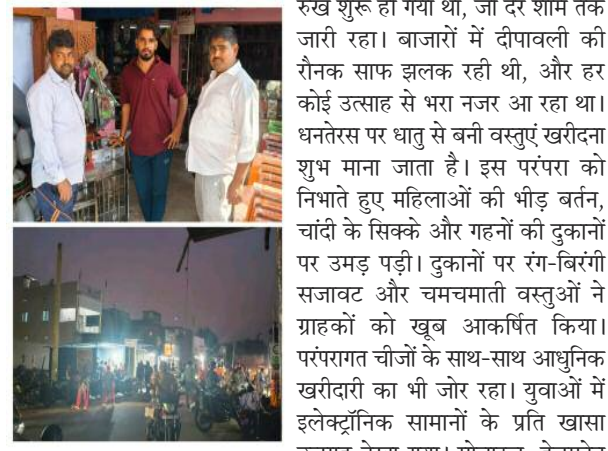 रुख शुरू हो गया था, जो देर शाम तक
जारी रहा। बाजारों में दीपावली की
रौनक साफ झलक रही थी, और हर
कोई उत्साह से भरा नजर आ रहा था।
धनतेरस पर धातु से बनी वस्तुएं खरीदना
शुभ माना जाता है। इस परंपरा को
निभाते हुए महिलाओं की भीड़ बर्तन,
चांदी के सिक्के और गहनों की दुकानों
पर उमड़ पड़ी। दुकानों पर रंग-बिरंगी
सजावट और चमचमाती वस्तुओं ने
ग्राहकों को खूब आकर्षित किया।
परंपरागत चीजों के साथ-साथ आधुनिक
खरीदारी का भी जोर रहा। युवाओं में
इलेक्ट्रॉनिक सामानों के प्रति खासा